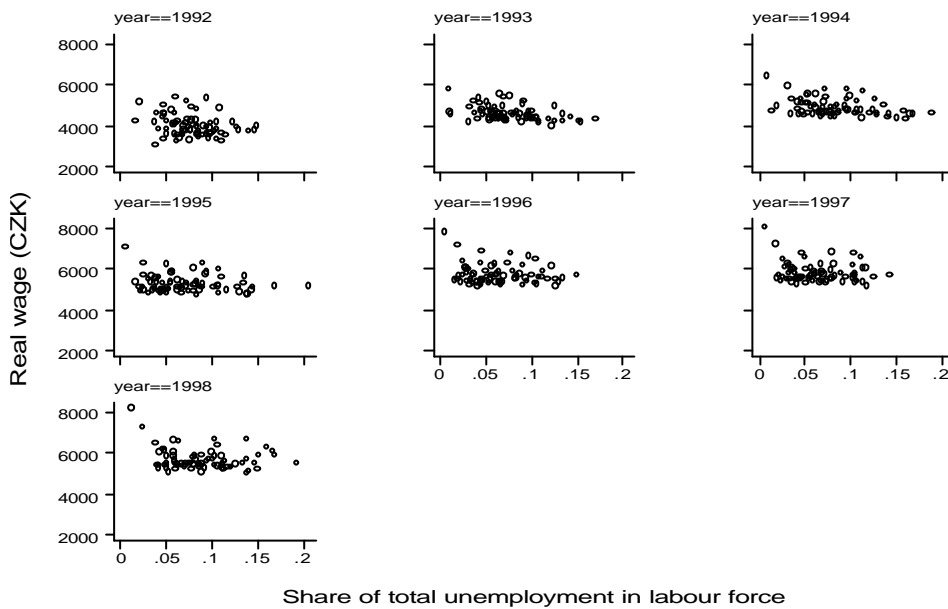 year==1992 year==1993 year==1994
8000
6000
4000
2000
year==1995 year==1996 year==1997
8000
6000
4000
2000
0 .05 .1 .15 .2 0 .05 .1 .15 .2
year==1998
8000
6000
4000
2000
0 .05 .1 .15 .2
Real wage (CZK)
Share of total unemployment in labour force